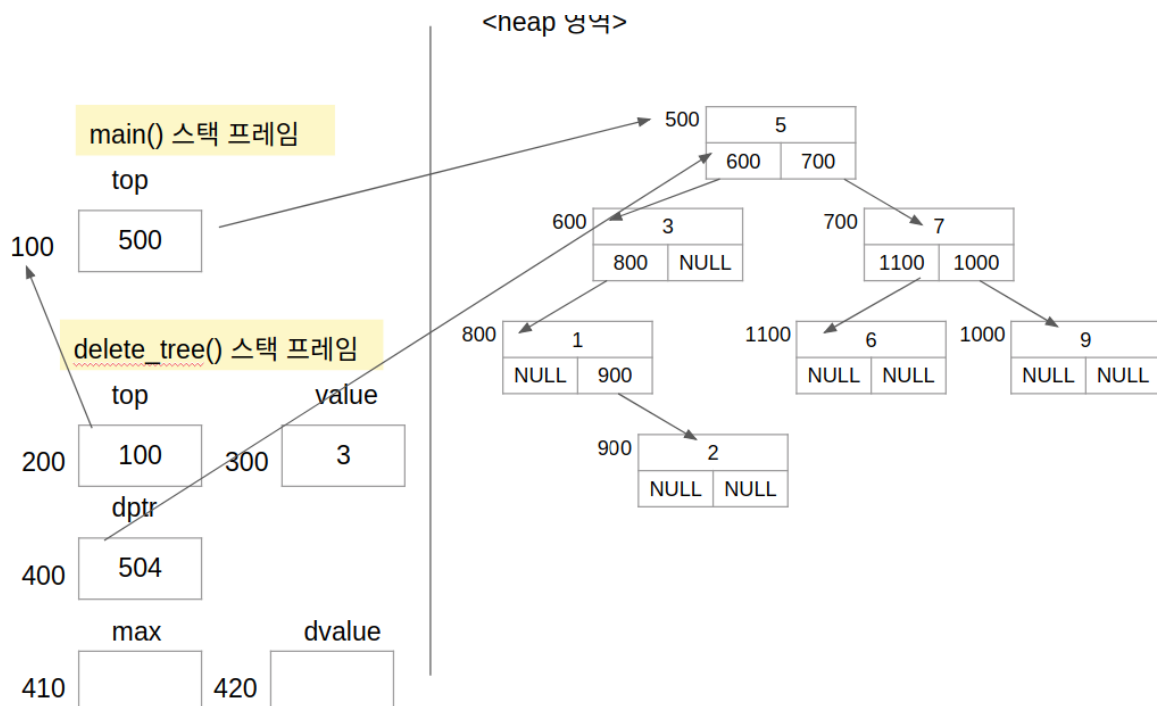 <heap 영역>
main() 스택 프레임
top
100
500
delete_tree() 스택 프레임
top
value
200
100
300
3
dptr
400
504
max
dvalue
410
420
500
5
600
700
600
3
800
NULL
700
7
1100
1000
800
1
NULL
900
1100
6
NULL
NULL
1000
9
NULL
NULL
900
2
NULL
NULL